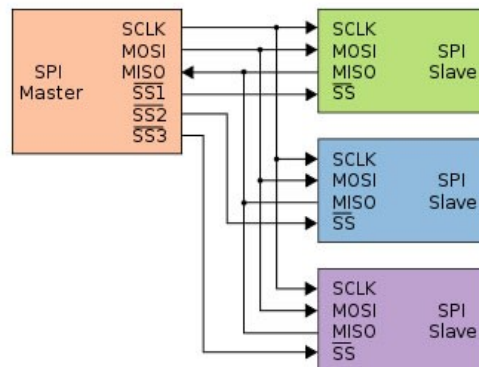 SCLK
MOSI
MISO
SS1
SS2
SS3
SPI
Master
SCLK
MOSI
MISO
SS
SPI
Slave
SCLK
MOSI
MISO
SS
SPI
Slave
SCLK
MOSI
MISO
SS
SPI
Slave